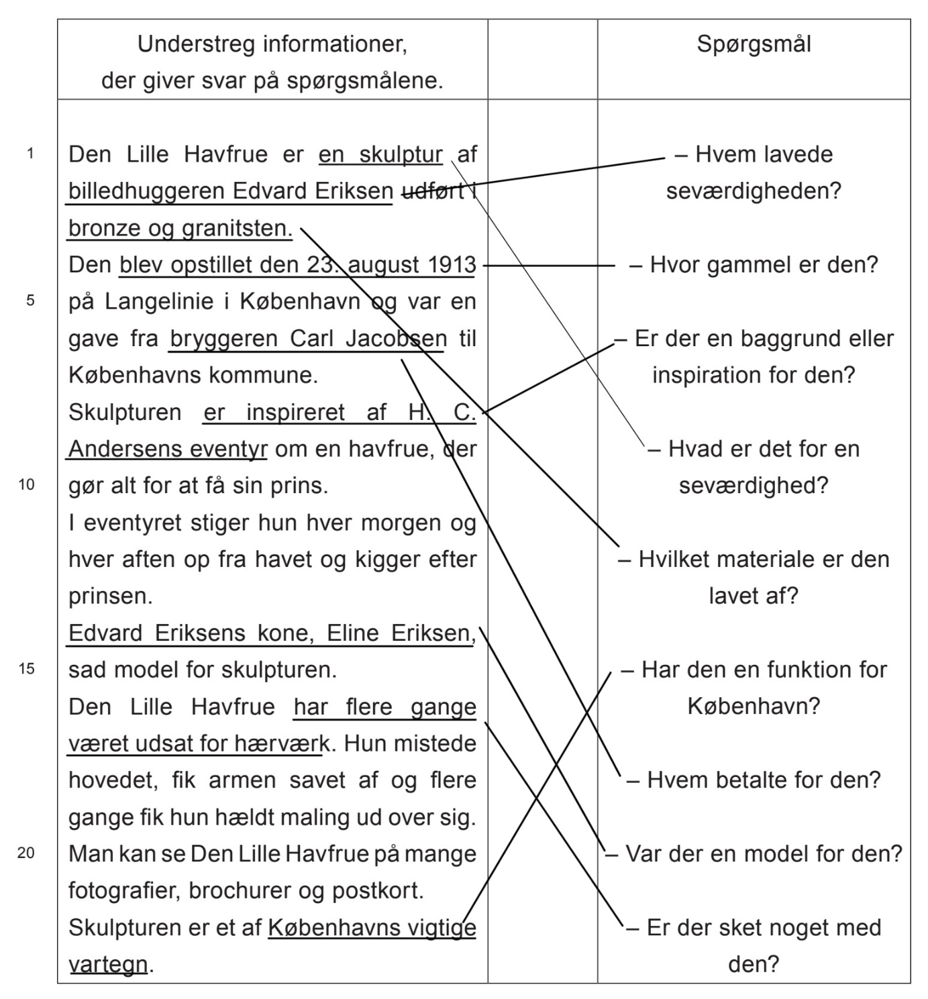 Understreg informationer,
der giver svar på spørgsmålene.
Spørgsmål
1
Den Lille Havfrue er en skulptur af
billedhuggeren Edvard Eriksen udført i
bronze og granitsten.
Den blev opstillet den 23. august 1913
5
på Langelinie i København og var en
gave fra bryggeren Carl Jacobsen til
Københavns kommune.
Skulpturen er inspireret af H. C.
Andersens eventyr om en havfrue, der
10
gør alt for at få sin prins.
I eventyret stiger hun hver morgen og
hver aften op fra havet og kigger efter
prinsen.
Edvard Eriksens kone, Eline Eriksen,
15
sad model for skulpturen.
Den Lille Havfrue har flere gange
været udsat for hærværk. Hun mistede
hovedet, fik armen savet af og flere
gange fik hun hældt maling ud over sig.
20
Man kan se Den Lille Havfrue på mange
fotografier, brochurer og postkort.
Skulpturen er et af Københavns vigtige
vartegn.
– Hvem lavede
seværdigheden?
– Hvor gammel er den?
– Er der en baggrund eller
inspiration for den?
– Hvad er det for en
seværdighed?
– Hvilket materiale er den
lavet af?
– Har den en funktion for
København?
– Hvem betalte for den?
– Var der en model for den?
– Er der sket noget med
den?